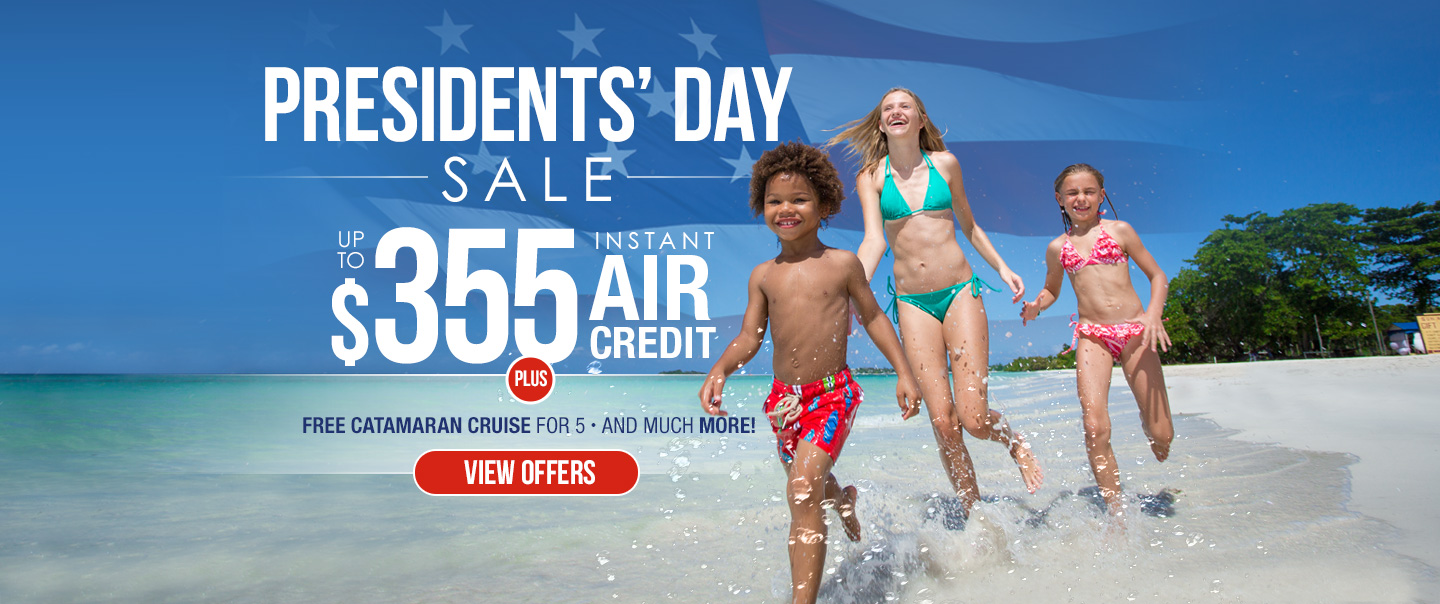 PRESIDENTS' DAY
SALE
UP TO $355 INSTANT AIR CREDIT
PLUS
FREE CATAMARAN CRUISE FOR 5 • AND MUCH MORE!
VIEW OFFERS